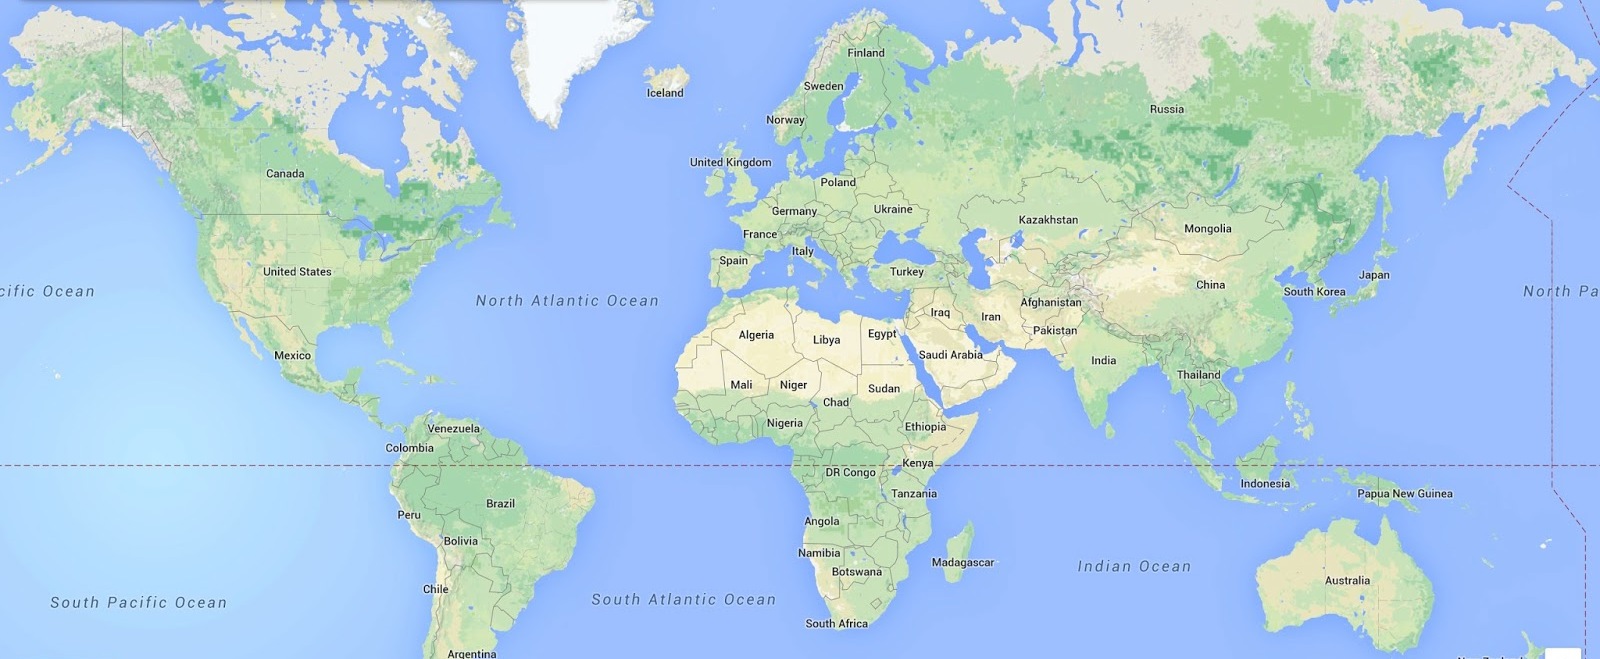 Finland
Iceland
Sweden
Russia
Norway
United Kingdom
Canada
Poland
Germany
Ukraine
Kazakhstan
Mongolia
France
Italy
Spain
United States
Turkey
Japan
China
South Korea
cific Ocean
North Pa
North Atlantic Ocean
Afghanistan
Iraq
Iran
Pakistan
Algeria
Libya
Egypt
Mexico
Saudi Arabia
India
Thailand
Mali
Niger
Sudan
Chad
Nigeria
Ethiopia
Venezuela
Colombia
Kenya
DR Congo
Indonesia
Tanzania
Papua New Guinea
Brazil
Peru
Angola
Bolivia
Namibia
Madagascar
Indian Ocean
Botswana
Australia
Chile
South Pacific Ocean
South Atlantic Ocean
South Africa
Argentina